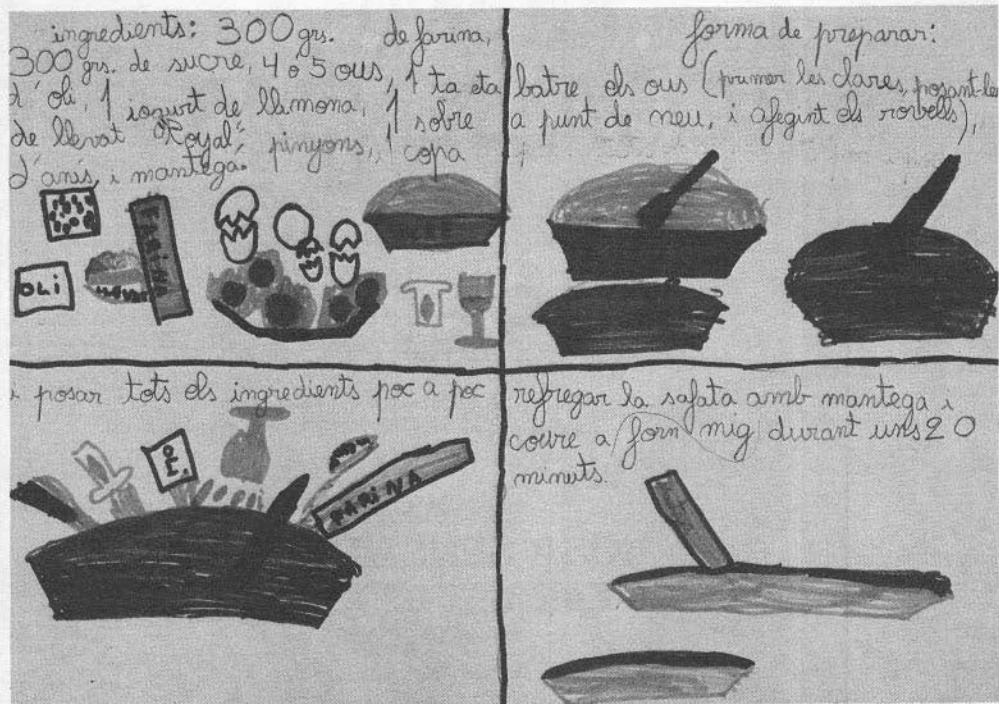 ingredients: 300 grs. de farina,
300 grs. de sucre, 4 o 5 ous, 1 ta eta
d'oli, 1 iogurt de llimona, 1 sobre
de llevat "Royal", pinyons, 1 copa
d'anís, i mantega.
FARINA
OLI
forma de preparar:
batre els ous (primer les clares, posant-les
a punt de neu, i afegint els rovells),
i posar tots els ingredients poc a poc
FARINA
refregar la safata amb mantega i
coure a forn mig durant uns 20
minuts.